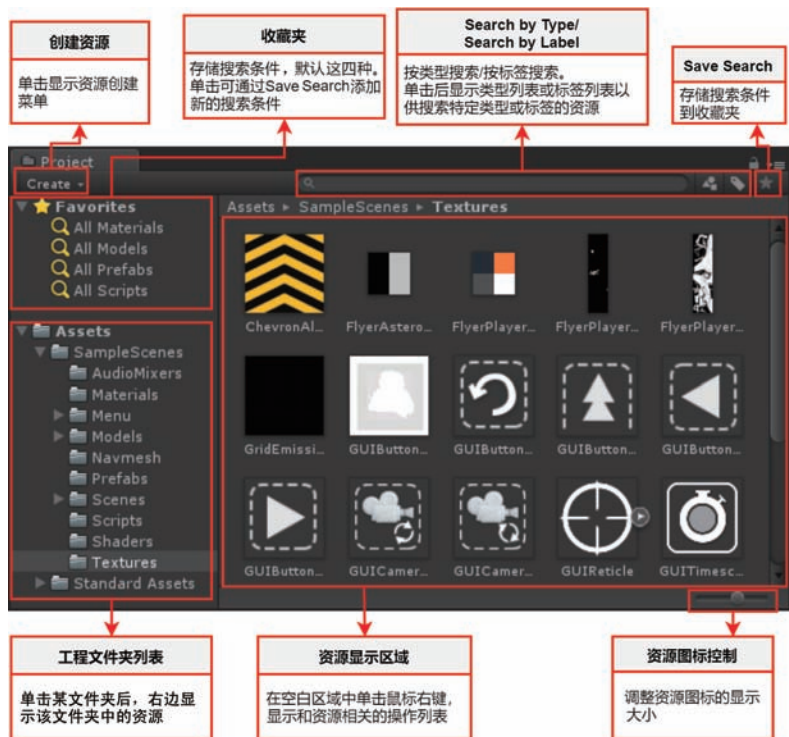 创建资源
单击显示资源创建
菜单
收藏夹
存储搜索条件，默认这四种。
单击可通过Save Search添加
新的搜索条件
Search by Type/
Search by Label
按类型搜索/按标签搜索。
单击后显示类型列表或标签列表以
供搜索特定类型或标签的资源
Save Search
存储搜索条件
到收藏夹
Project
Create
Favorites
All Materials
All Models
All Prefabs
All Scripts
Assets
SampleScenes
AudioMixers
Materials
Menu
Models
Navmesh
Prefabs
Scenes
Scripts
Shaders
Textures
Standard Assets
Assets ▸ SampleScenes ▸ Textures
ChevronAl... FlyerAstero... FlyerPlayer... FlyerPlayer... FlyerPlayer...
GridEmissi... GUIButton... GUIButton... GUIButton... GUIButton...
GUIButton... GUICamer... GUICamer... GUIReticle GUITimesc...
工程文件夹列表
单击某文件夹后，右边显
示该文件夹中的资源
资源显示区域
在空白区域中单击鼠标右键，
显示和资源相关的操作列表
资源图标控制
调整资源图标的显示
大小